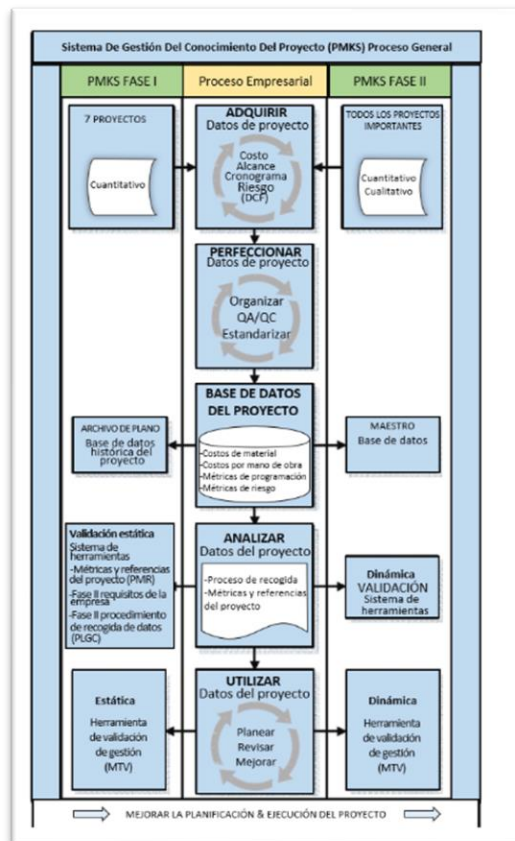 Sistema De Gestión Del Conocimiento Del Proyecto (PMKS) Proceso General
PMKS FASE I
Proceso Empresarial
PMKS FASE II
7 PROYECTOS
Cuantitativo
ADQUIRIR
Datos de proyecto
Costo
Alcance
Cronograma
Riesgo
(DCF)
TODOS LOS PROYECTOS
IMPORTANTES
Cuantitativo
Cualitativo
PERFECCIONAR
Datos de proyecto
Organizar
QA/QC
Estandarizar
ARCHIVO DE PLANO
Base de datos
histórica del
proyecto
BASE DE DATOS
DEL PROYECTO
-Costos de material
-Costos por mano de obra
-Métricas de programación
-Métricas de riesgo
MAESTRO
Base de datos
Validación estática
Sistema de
herramientas
-Métricas y referencias
del proyecto (PMR)
-Fase II requisitos de la
empresa
-Fase II procedimiento
de recogida de datos
(PLGC)
ANALIZAR
Datos del proyecto
-Proceso de recogida
-Métricas y referencias
del proyecto
Dinámica
VALIDACIÓN
Sistema de
herramientas
Estática
Herramienta
de validación
de gestión
(MTV)
UTILIZAR
Datos del proyecto
Planear
Revisar
Mejorar
Dinámica
Herramienta
de validación
de gestión
(MTV)
MEJORAR LA PLANIFICACIÓN & EJECUCIÓN DEL PROYECTO